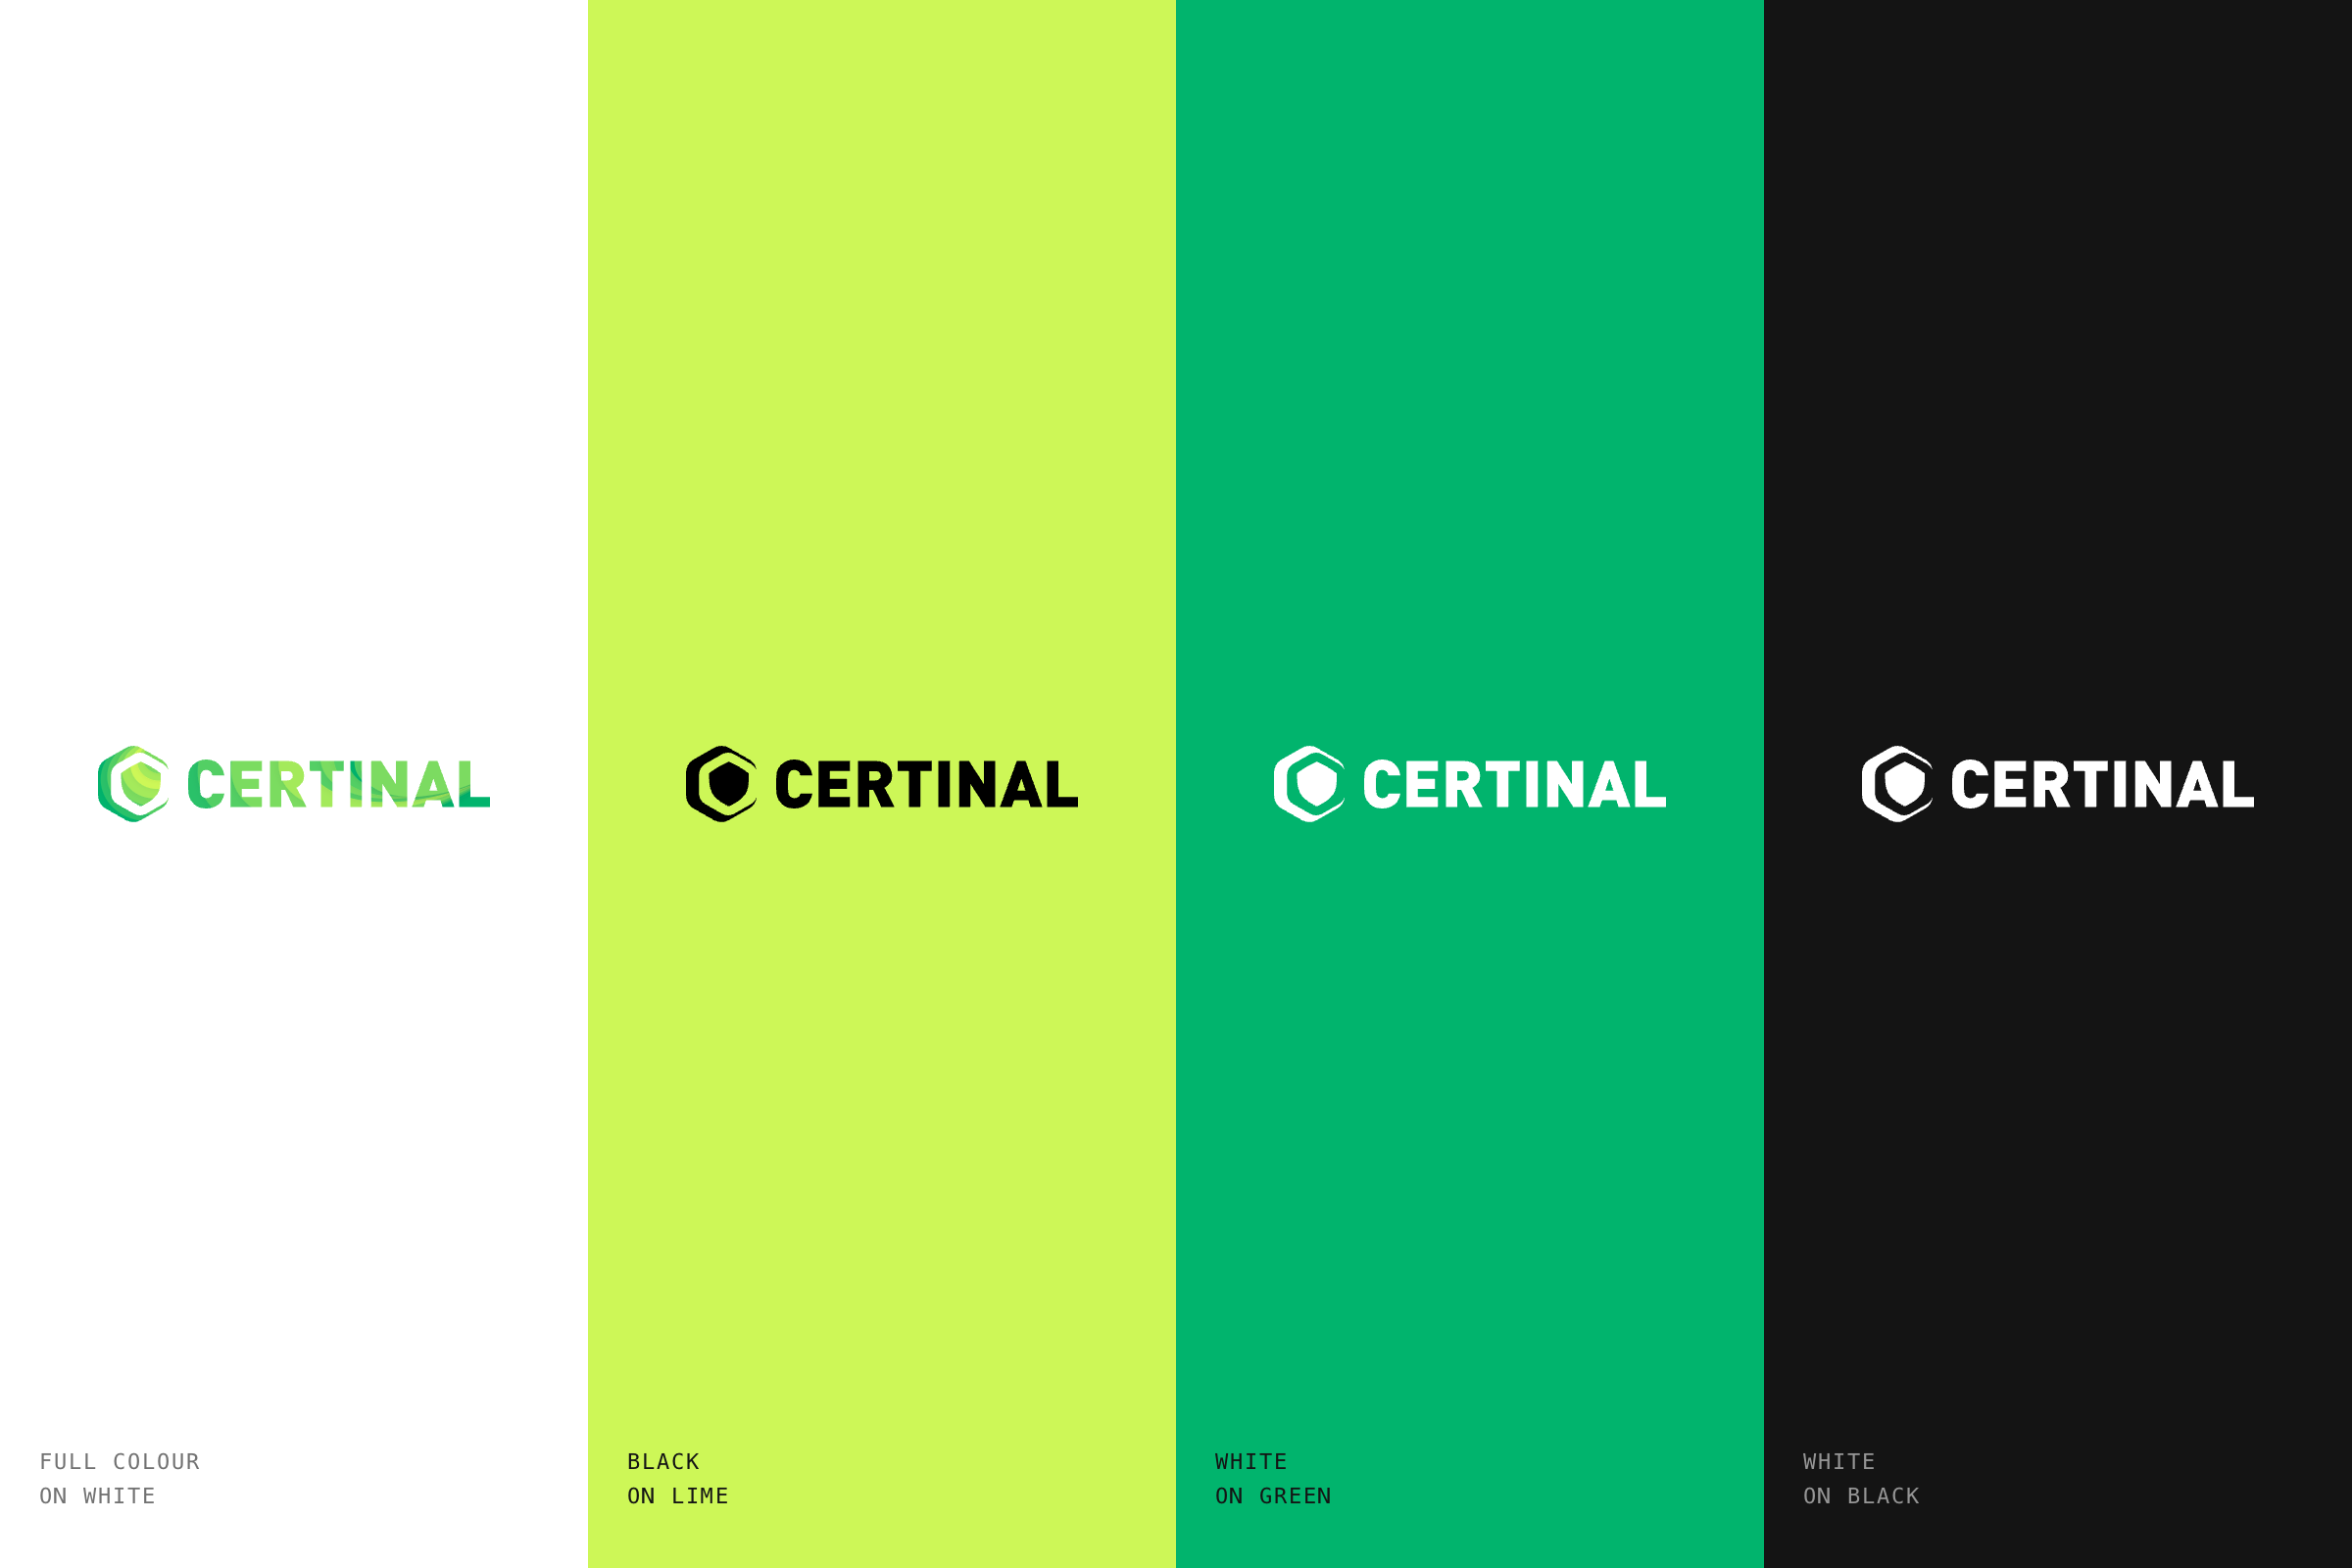 CERTINAL
CERTINAL
CERTINAL
CERTINAL
FULL COLOUR
ON WHITE
BLACK
ON LIME
WHITE
ON GREEN
WHITE
ON BLACK